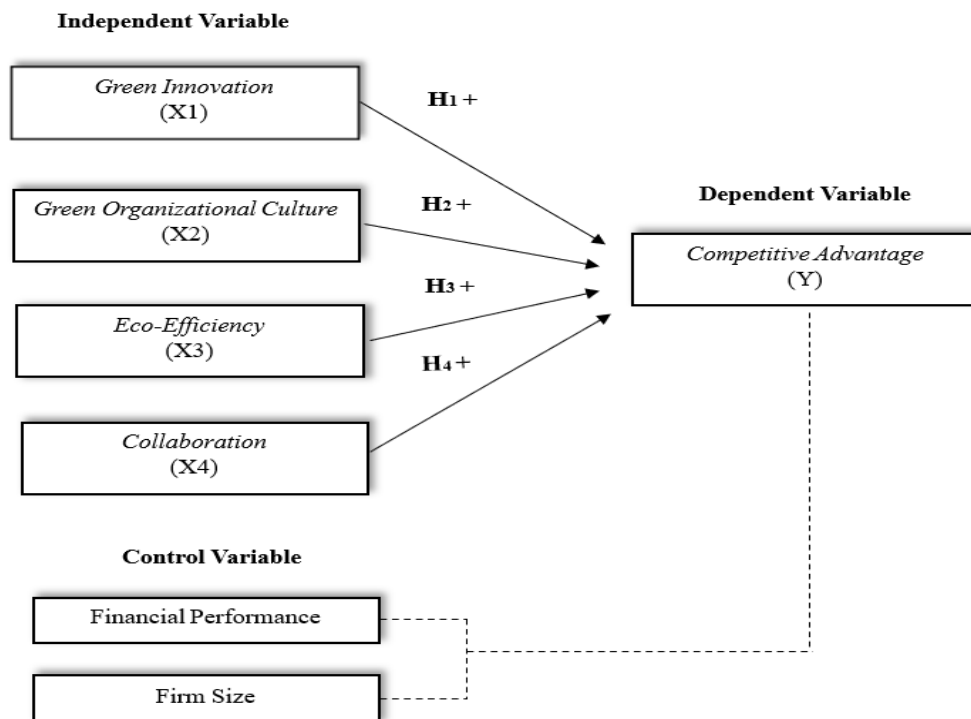 Independent Variable
Green Innovation
(X1)
H1 +
Green Organizational Culture
(X2)
H2 +
Dependent Variable
Competitive Advantage
(Y)
Eco-Efficiency
(X3)
H3 +
Collaboration
(X4)
H4 +
Control Variable
Financial Performance
Firm Size